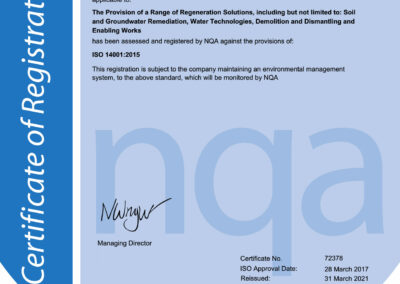 applicable to:
The Provision of a Range of Regeneration Solutions, including but not limited to: Soil
and Groundwater Remediation, Water Technologies, Demolition and Dismantling and
Enabling Works
has been assessed and registered by NQA against the provisions of:
ISO 14001:2015
This registration is subject to the company maintaining an environmental management
system, to the above standard, which will be monitored by NQA
nqa
Managing Director
Certificate No. 72378
ISO Approval Date: 28 March 2017
Reissued: 31 March 2021
Certificate of Registrat